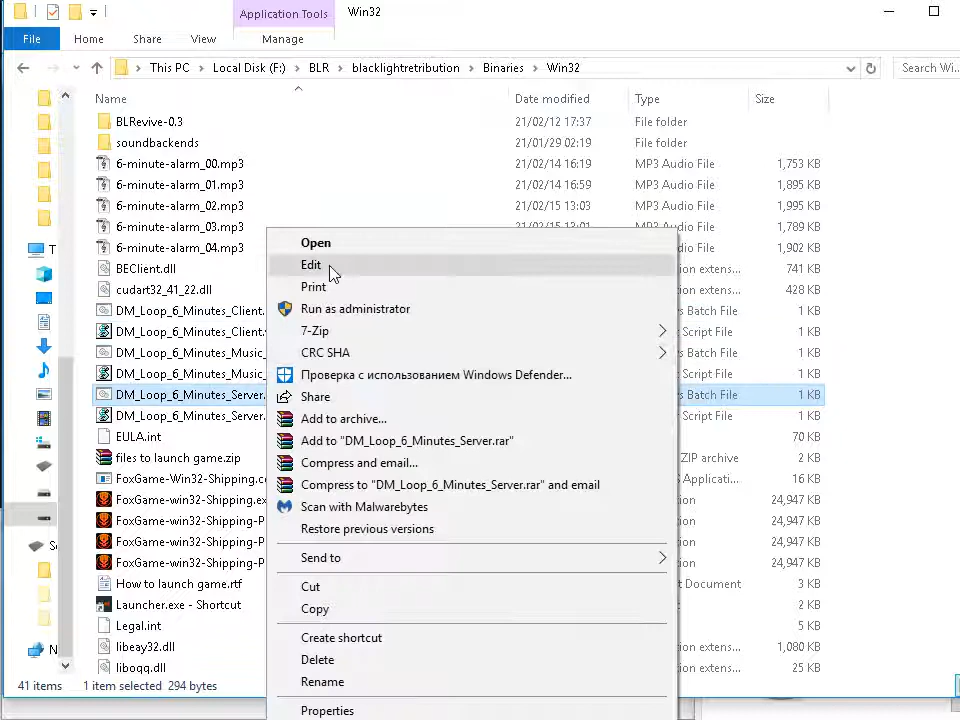 Application Tools Win32
File Home Share View Manage
This PC Local Disk (F:) BLR blacklightretribution Binaries Win32 Search Wi...
Name Date modified Type Size
BLRevive-0.3 21/02/12 17:37 File folder
soundbackends 21/01/29 02:19 File folder
6-minute-alarm_00.mp3 21/02/14 16:19 MP3 Audio File 1,753 KB
6-minute-alarm_01.mp3 21/02/14 16:59 MP3 Audio File 1,895 KB
6-minute-alarm_02.mp3 21/02/15 13:03 MP3 Audio File 1,995 KB
6-minute-alarm_03.mp3 21/02/15 13:01 MP3 Audio File 1,789 KB
6-minute-alarm_04.mp3 MP3 Audio File 1,902 KB
BEClient.dll ion extens... 741 KB
cudart32_41_22.dll ion extens... 428 KB
DM_Loop_6_Minutes_Client. s Batch File 1 KB
DM_Loop_6_Minutes_Client. Script File 1 KB
DM_Loop_6_Minutes_Music_ s Batch File 1 KB
DM_Loop_6_Minutes_Music_ Script File 1 KB
DM_Loop_6_Minutes_Server. s Batch File 1 KB
DM_Loop_6_Minutes_Server. Script File 1 KB
EULA.int 70 KB
files to launch game.zip ZIP archive 2 KB
FoxGame-Win32-Shipping.co S Applicati... 1 KB
FoxGame-win32-Shipping.ex ion 24,947 KB
FoxGame-win32-Shipping-P ion 24,947 KB
FoxGame-win32-Shipping-P ion 24,947 KB
FoxGame-win32-Shipping-P ion 24,947 KB
How to launch game.rtf t Document 3 KB
Launcher.exe - Shortcut 2 KB
Legal.int 5 KB
libeay32.dll ion extens... 1,080 KB
liboqq.dll ion extens... 25 KB
Open
Edit
Print
Run as administrator
7-Zip
CRC SHA
Проверка с использованием Windows Defender...
Share
Add to archive...
Add to "DM_Loop_6_Minutes_Server.rar"
Compress and email...
Compress to "DM_Loop_6_Minutes_Server.rar" and email
Scan with Malwarebytes
Restore previous versions
Send to
Cut
Copy
Create shortcut
Delete
Rename
Properties
41 items 1 item selected 294 bytes